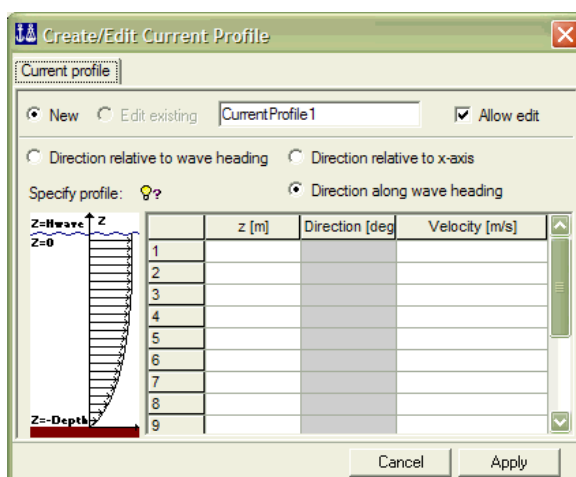 Create/Edit Current Profile
Current profile
New Edit existing CurrentProfile1 Allow edit
Direction relative to wave heading Direction relative to x-axis
Specify profile: ? Direction along wave heading
Z=Hwave Z
Z=0
z [m] Direction [deg Velocity [m/s]
1
2
3
4
5
6
7
8
9
Z=-Depth
Cancel Apply